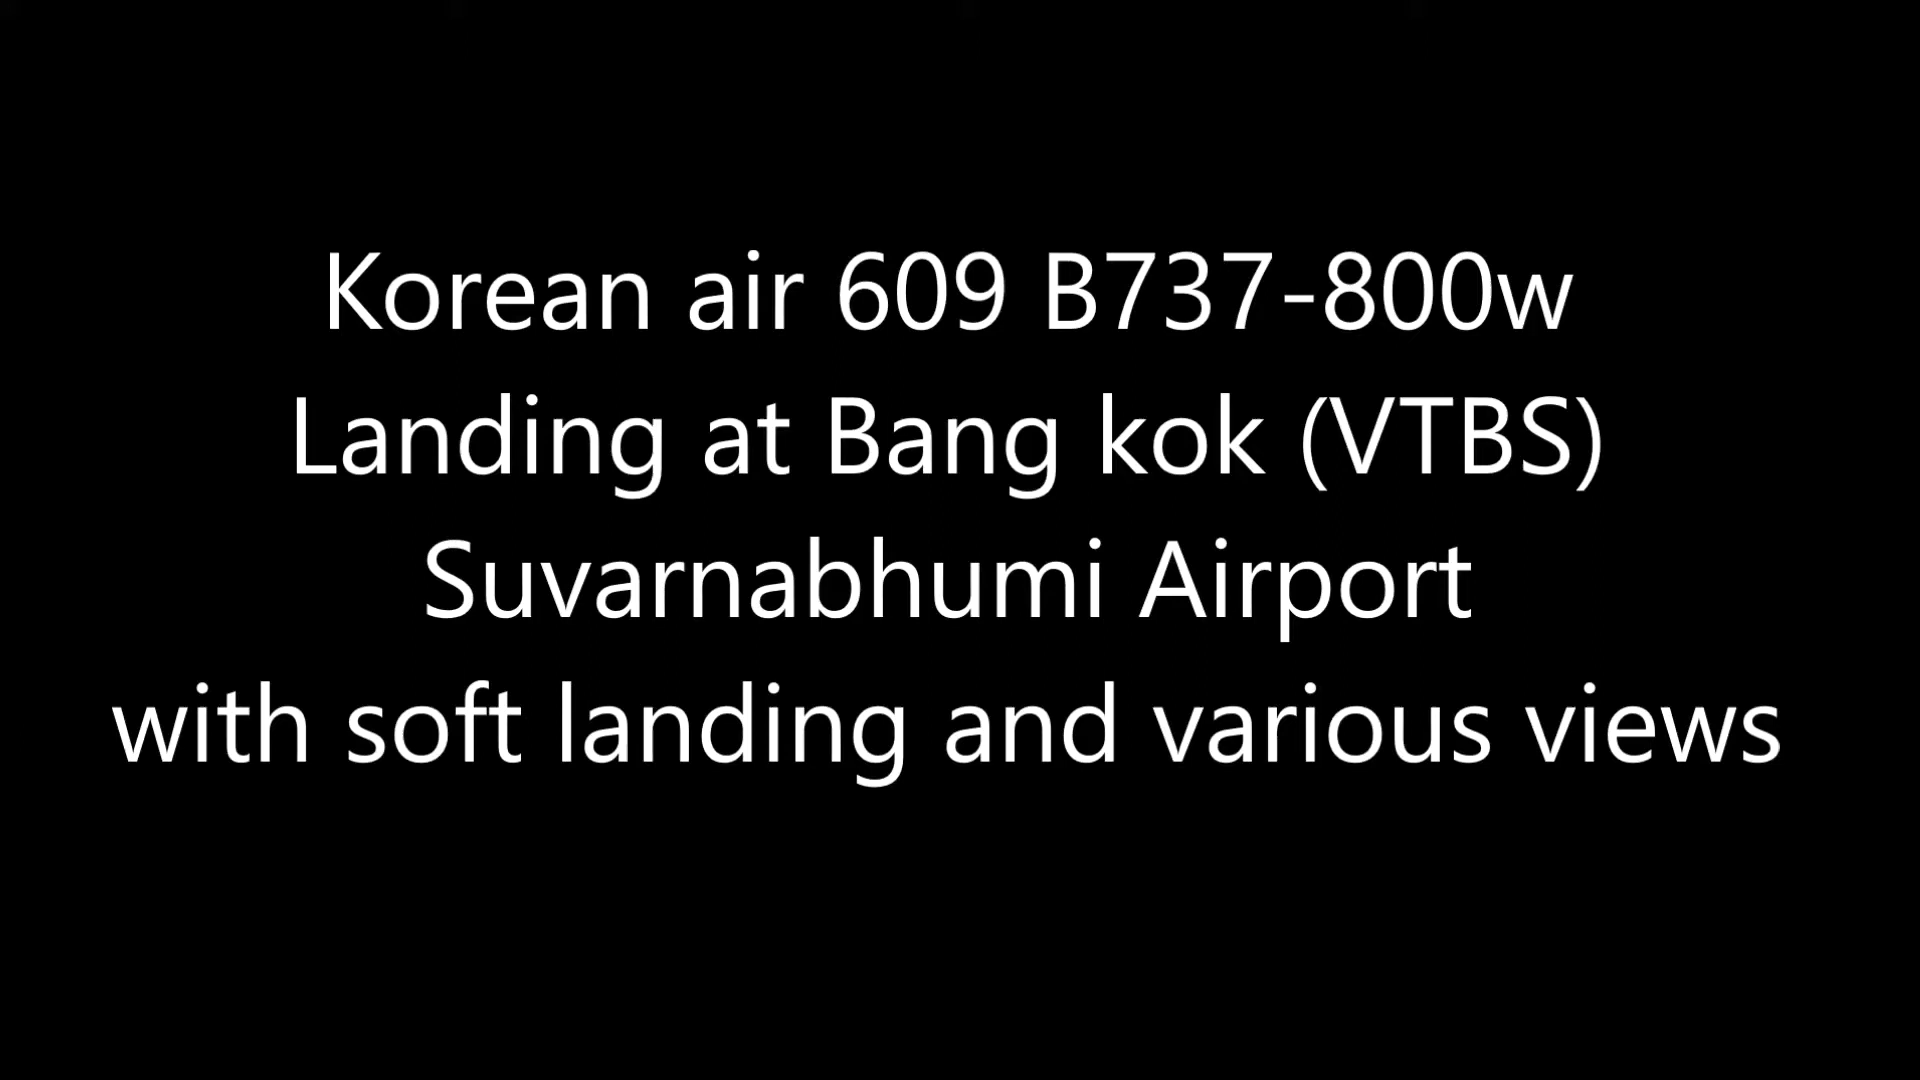 Korean air 609 B737-800w
Landing at Bang kok (VTBS)
Suvarnabhumi Airport
with soft landing and various views